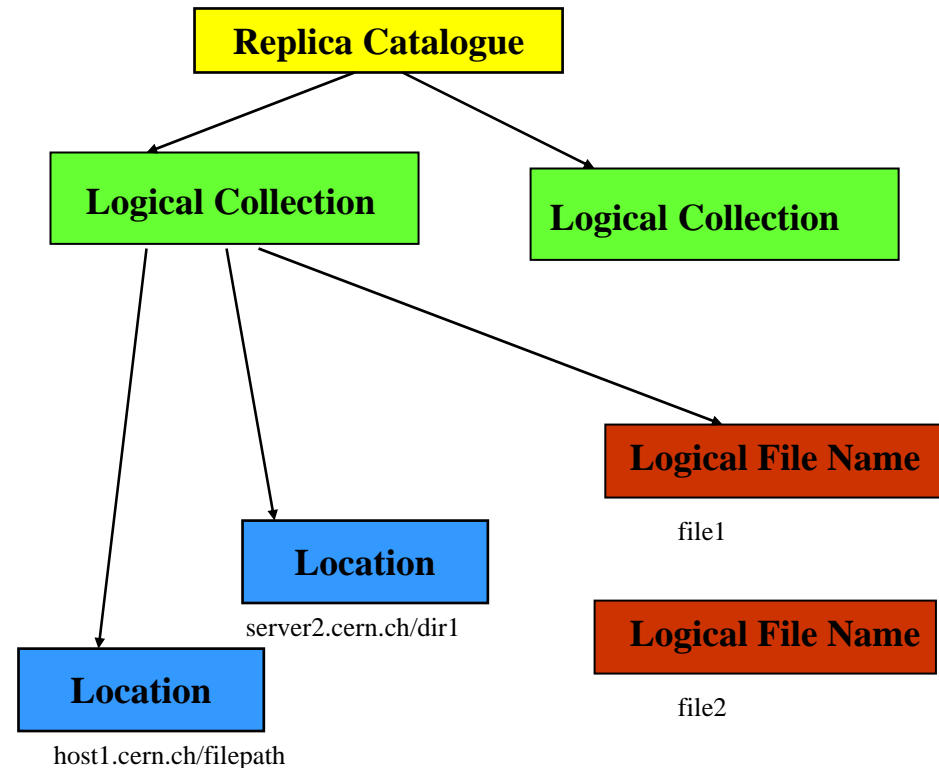 Replica Catalogue
Logical Collection
Logical Collection
Logical File Name
file1
Location
server2.cern.ch/dir1
Logical File Name
file2
Location
host1.cern.ch/filepath